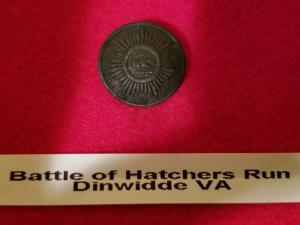 Battle of Hatchers Run
Dinwidde VA